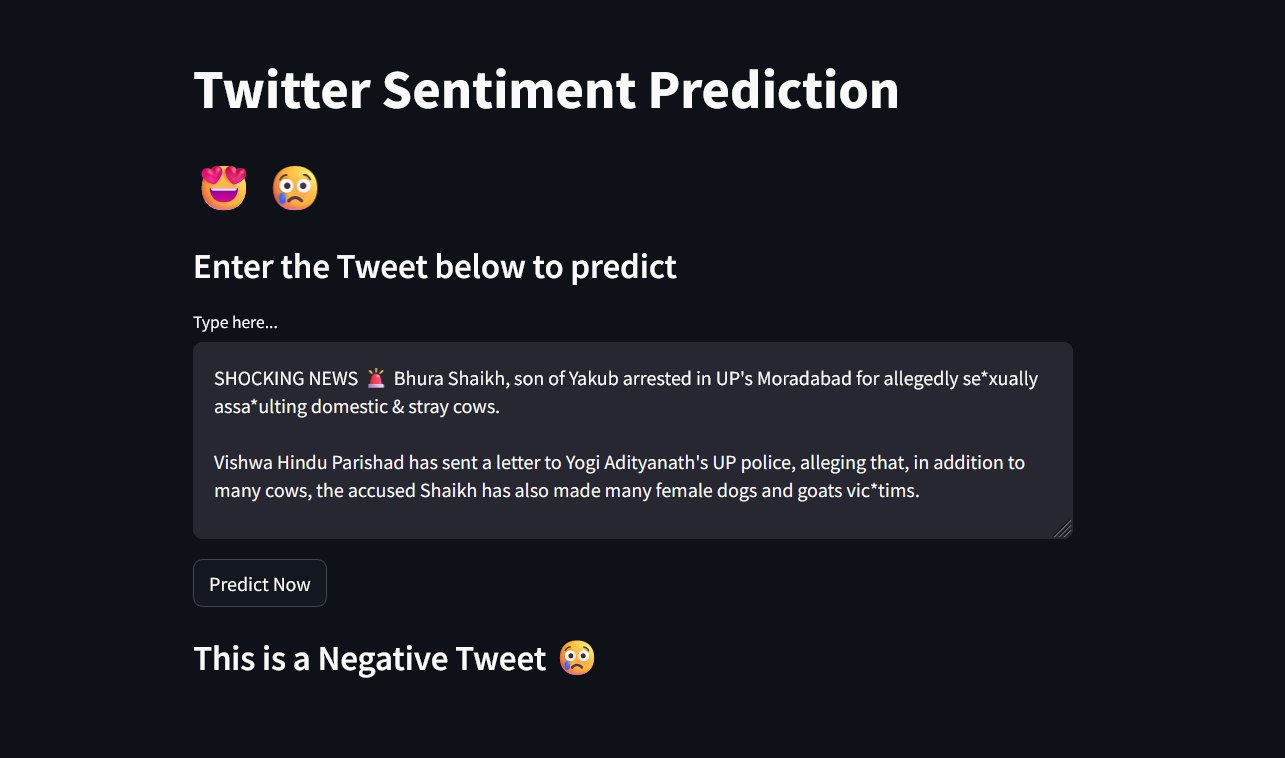 Twitter Sentiment Prediction
😍 😢
Enter the Tweet below to predict
Type here...
SHOCKING NEWS 🚨 Bhura Shaikh, son of Yakub arrested in UP's Moradabad for allegedly se*xually
assa*ulting domestic & stray cows.
Vishwa Hindu Parishad has sent a letter to Yogi Adityanath's UP police, alleging that, in addition to
many cows, the accused Shaikh has also made many female dogs and goats vic*tims.
Predict Now
This is a Negative Tweet 😢